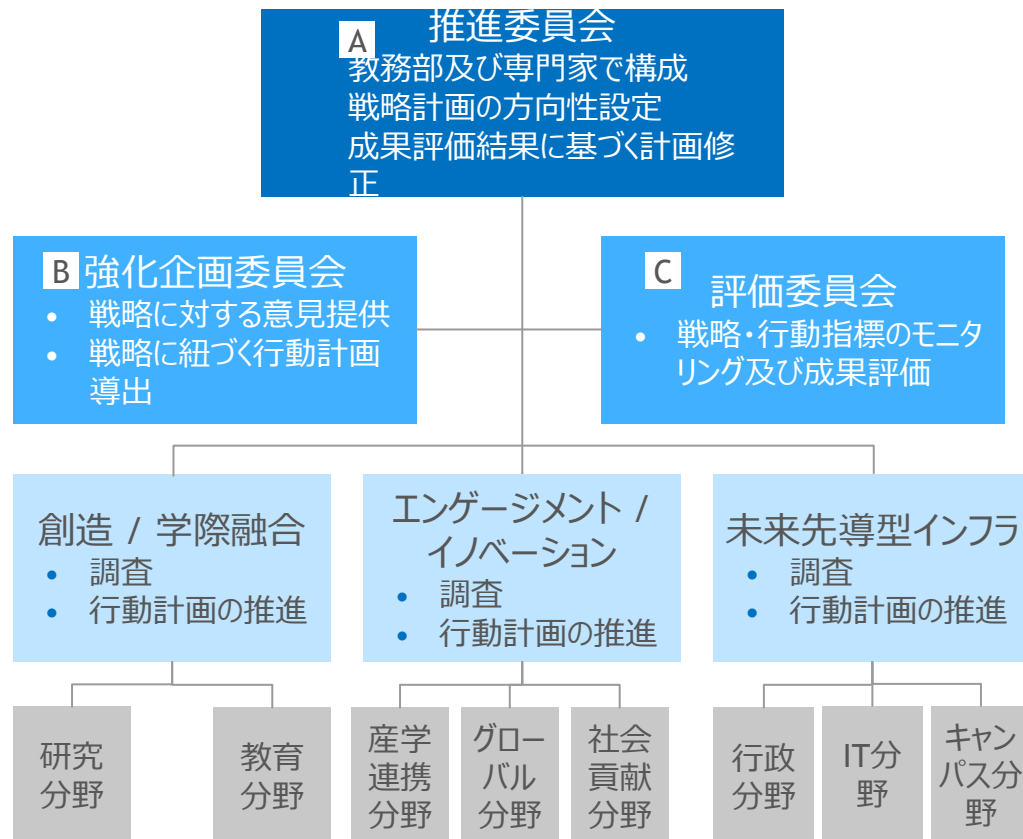 A
推進委員会
教務部及び専門家で構成
戦略計画の方向性設定
成果評価結果に基づく計画修
正
B 強化企画委員会
• 戦略に対する意見提供
• 戦略に紐づく行動計画
導出
C
評価委員会
• 戦略・行動指標のモニタ
リング及び成果評価
創造 / 学際融合
• 調査
• 行動計画の推進
エンゲージメント /
イノベーション
• 調査
• 行動計画の推進
未来先導型インフラ
• 調査
• 行動計画の推進
研究
分野
教育
分野
産学
連携
分野
グロー
バル
分野
社会
貢献
分野
行政
分野
IT分
野
キャン
パス分
野